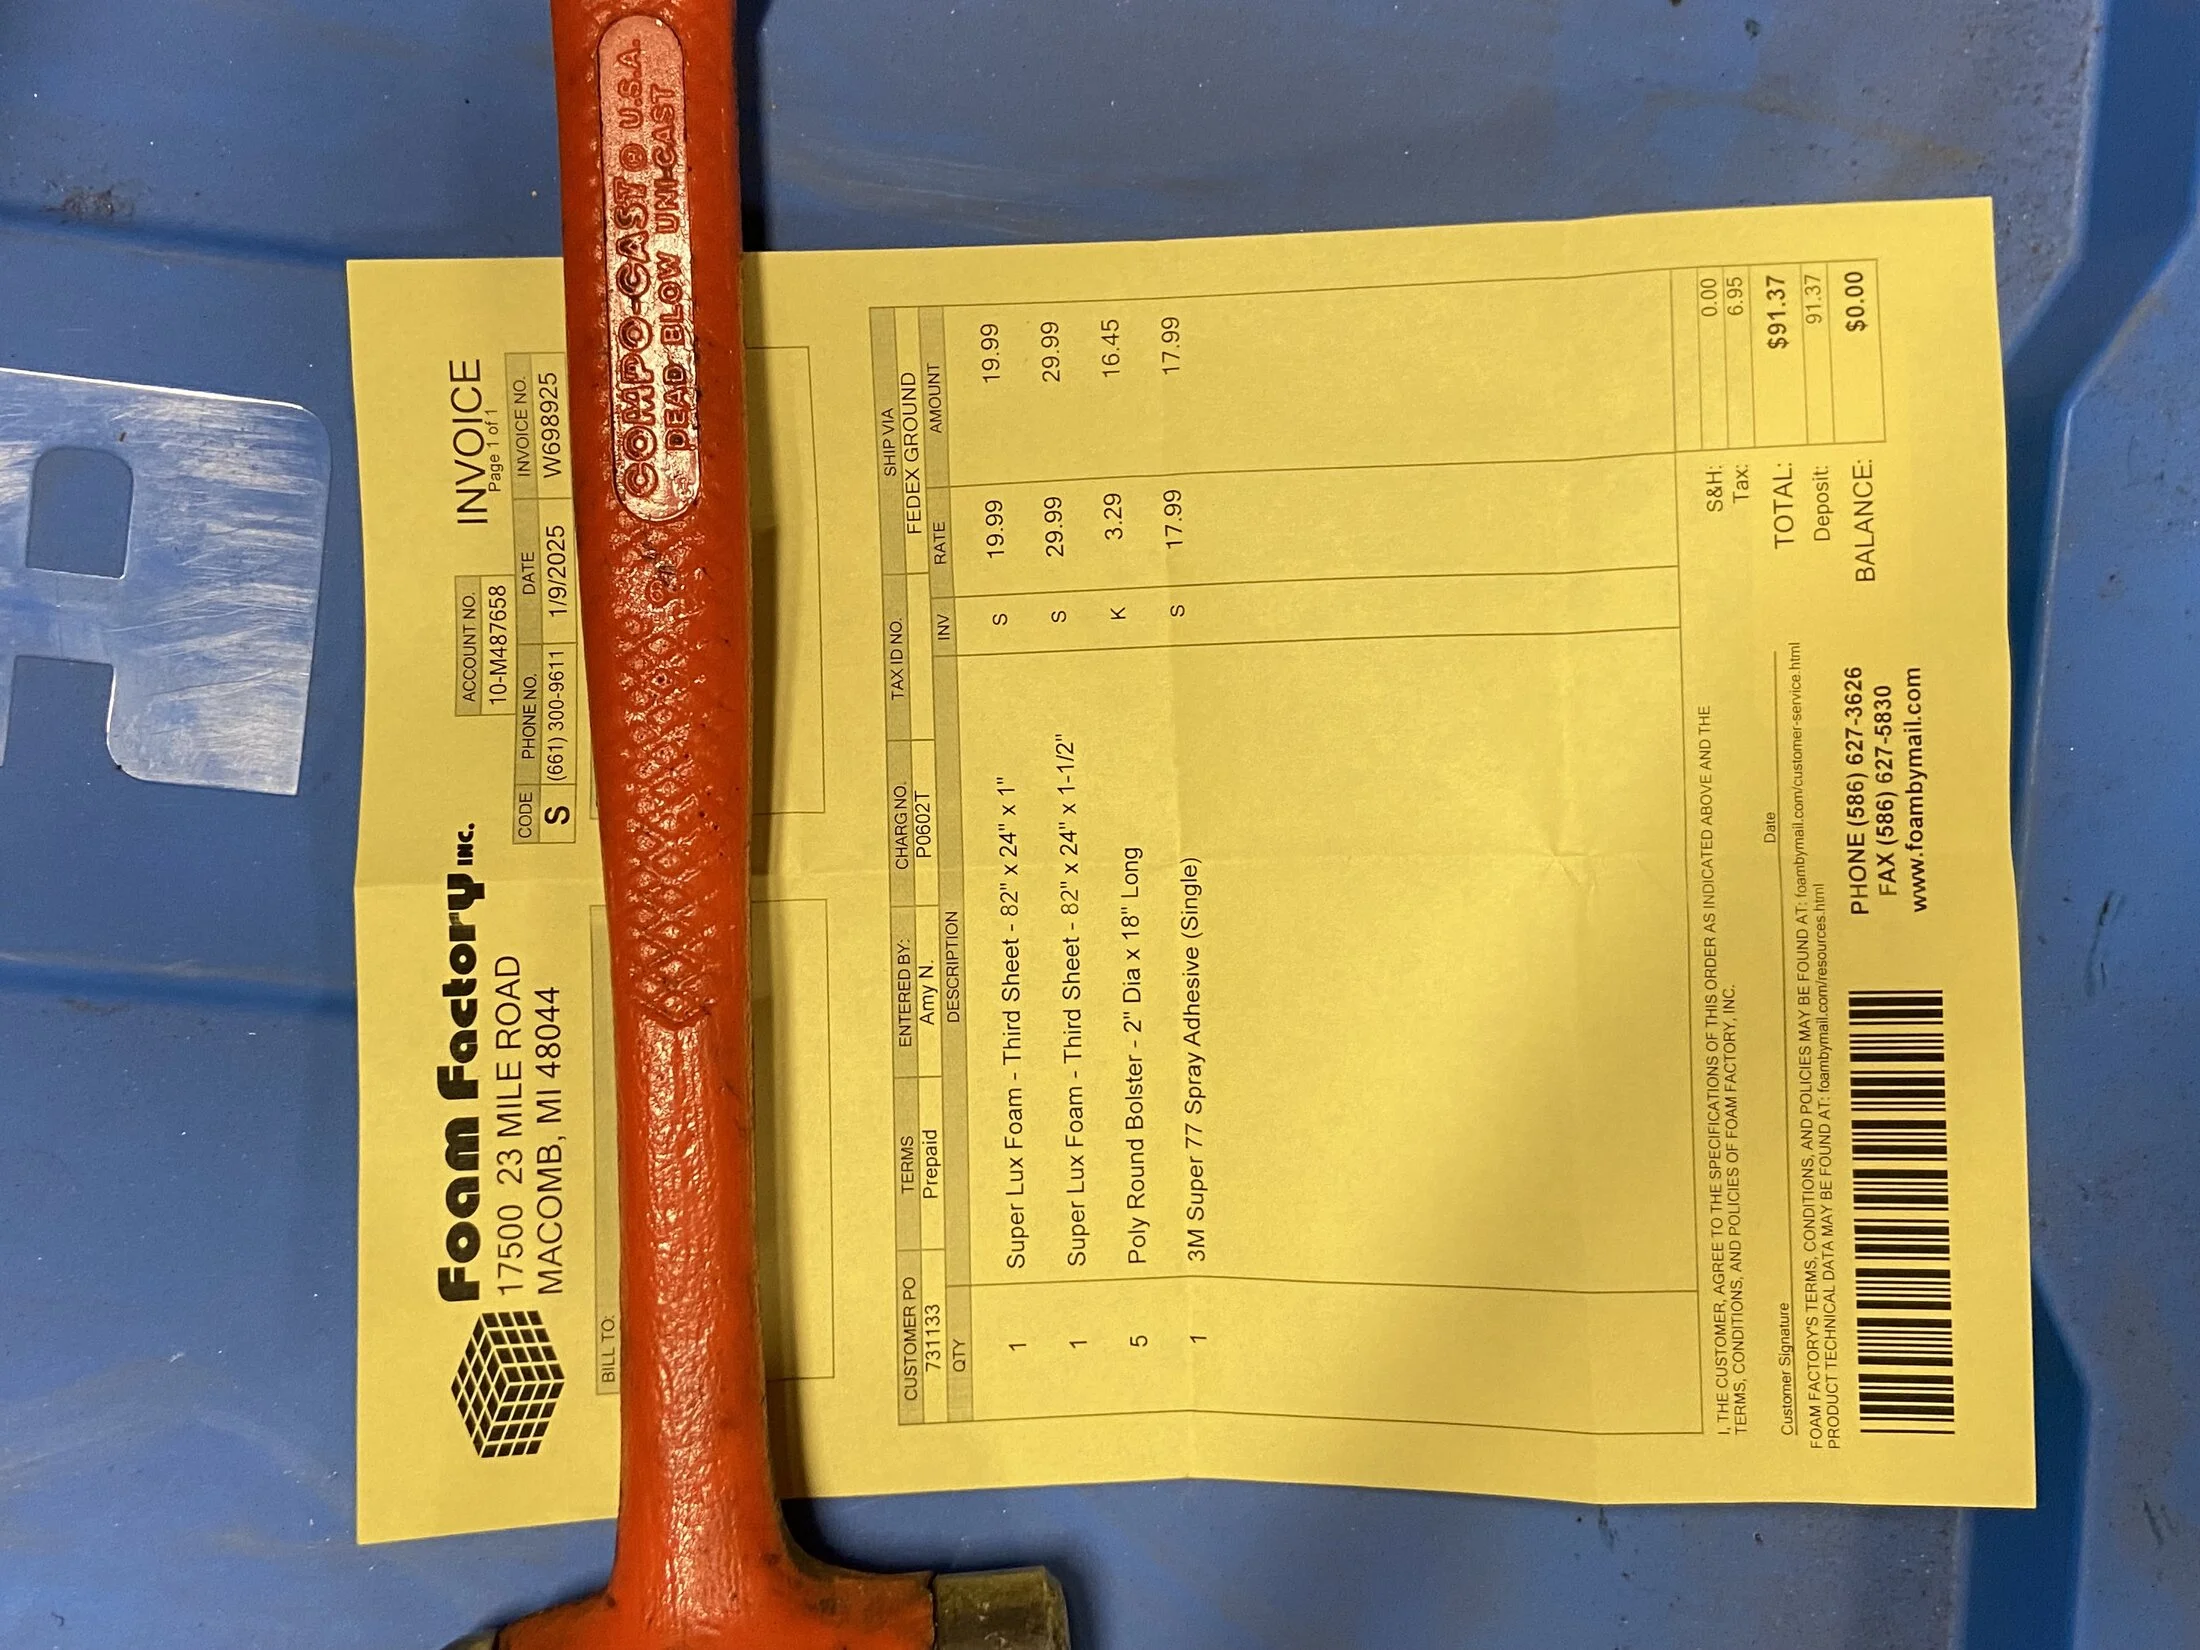 Foam Factory INC.
17500 23 MILE ROAD
MACOMB, MI 48044
INVOICE
Page 1 of 1
ACCOUNT NO.
10-M487658
CODE PHONE NO. DATE INVOICE NO.
S (661) 300-9611 1/9/2025 W698925
BILL TO:
COMPO-CAST ® U.S.A.
DEAD BLOW UNI-CAST
CUSTOMER PO TERMS ENTERED BY: CHARG NO. TAX ID NO. SHIP VIA
731133 Prepaid Amy N. P0602T FEDEX GROUND
QTY DESCRIPTION INV RATE AMOUNT
1 Super Lux Foam - Third Sheet - 82" x 24" x 1" S 19.99 19.99
1 Super Lux Foam - Third Sheet - 82" x 24" x 1-1/2" S 29.99 29.99
5 Poly Round Bolster - 2" Dia x 18" Long K 3.29 16.45
1 3M Super 77 Spray Adhesive (Single) S 17.99 17.99
I, THE CUSTOMER, AGREE TO THE SPECIFICATIONS OF THIS ORDER AS INDICATED ABOVE AND THE
TERMS, CONDITIONS, AND POLICIES OF FOAM FACTORY, INC.
S&H: 0.00
Tax: 6.95
TOTAL: $91.37
Deposit: 91.37
BALANCE: $0.00
Customer Signature Date
FOAM FACTORY'S TERMS, CONDITIONS, AND POLICIES MAY BE FOUND AT: foambymail.com/customer-service.html
PRODUCT TECHNICAL DATA MAY BE FOUND AT: foambymail.com/resources.html
PHONE (586) 627-3626
FAX (586) 627-5830
www.foambymail.com